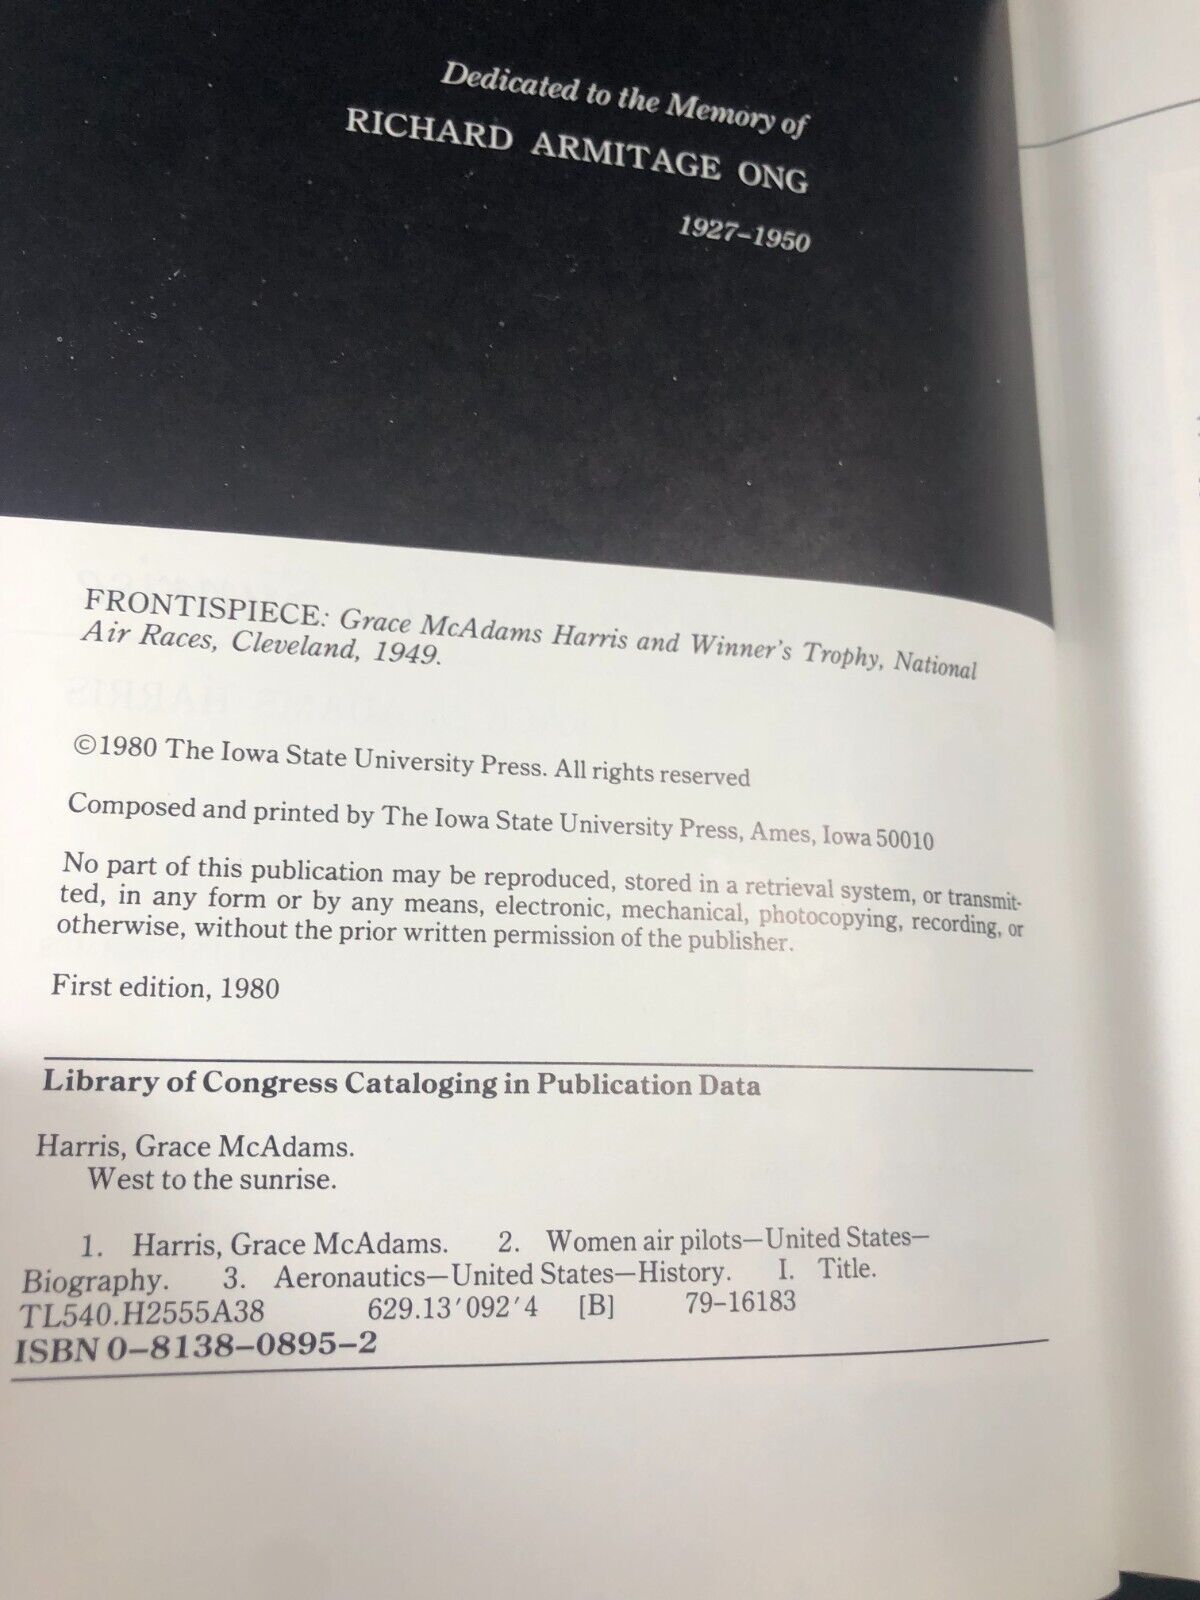 Dedicated to the Memory of
RICHARD ARMITAGE ONG
1927–1950
FRONTISPIECE: Grace McAdams Harris and Winner's Trophy, National
Air Races, Cleveland, 1949.
©1980 The Iowa State University Press. All rights reserved
Composed and printed by The Iowa State University Press, Ames, Iowa 50010
No part of this publication may be reproduced, stored in a retrieval system, or transmit-
ted, in any form or by any means, electronic, mechanical, photocopying, recording, or
otherwise, without the prior written permission of the publisher.
First edition, 1980
Library of Congress Cataloging in Publication Data
Harris, Grace McAdams.
West to the sunrise.
1. Harris, Grace McAdams. 2. Women air pilots—United States—
Biography. 3. Aeronautics—United States—History. I. Title.
TL540.H2555A38 629.13′092′4 [B] 79–16183
ISBN 0–8138–0895–2